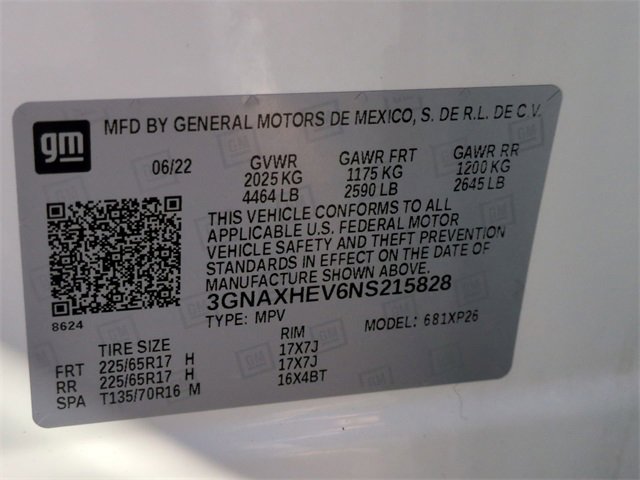 gm MFD BY GENERAL MOTORS DE MEXICO, S. DE R.L. DE C.V.
06/22 GVWR GAWR FRT GAWR RR
2025 KG 1175 KG 1200 KG
4464 LB 2590 LB 2645 LB
THIS VEHICLE CONFORMS TO ALL
APPLICABLE U.S. FEDERAL MOTOR
VEHICLE SAFETY AND THEFT PREVENTION
STANDARDS IN EFFECT ON THE DATE OF
MANUFACTURE SHOWN ABOVE.
3GNAXHEV6NS215828
8624
TYPE: MPV MODEL: 681XP26
TIRE SIZE RIM
FRT 225/65R17 H 17X7J
RR 225/65R17 H 17X7J
SPA T135/70R16 M 16X4BT